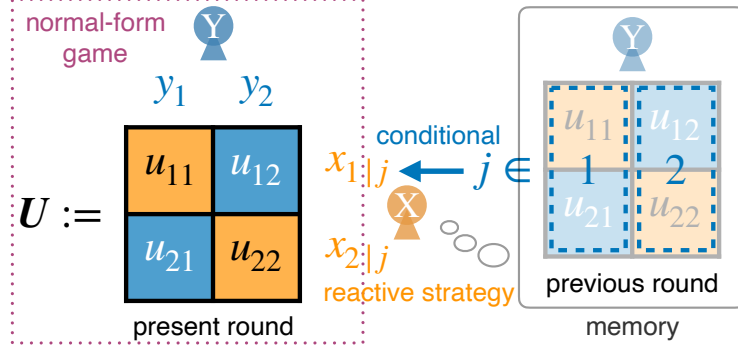 normal-form
game
Y
y₁ y₂
U :=
u₁₁ u₁₂
u₂₁ u₂₂
present round
x₁|ⱼ
x₂|ⱼ
X
reactive strategy
conditional
j ∈
Y
u₁₁ u₁₂
1 2
u₂₁ u₂₂
previous round
memory